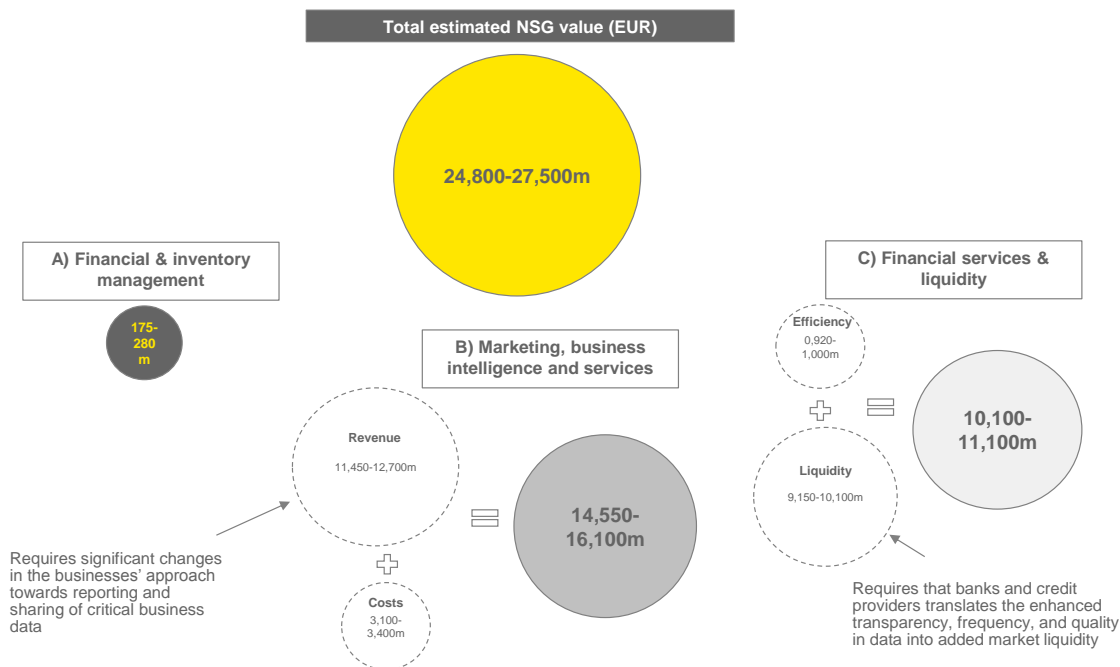 Total estimated NSG value (EUR)
24,800-27,500m
A) Financial & inventory
management
175-
280
m
B) Marketing, business
intelligence and services
Revenue
11,450-12,700m
Costs
3,100-
3,400m
14,550-
16,100m
Requires significant changes
in the businesses’ approach
towards reporting and
sharing of critical business
data
C) Financial services &
liquidity
Efficiency
0,920-
1,000m
Liquidity
9,150-10,100m
10,100-
11,100m
Requires that banks and credit
providers translates the enhanced
transparency, frequency, and quality
in data into added market liquidity